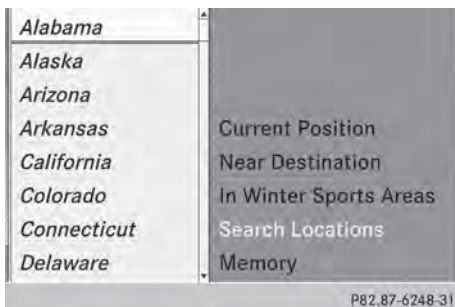 Alabama
Alaska
Arizona
Arkansas
California
Colorado
Connecticut
Delaware
Current Position
Near Destination
In Winter Sports Areas
Search Locations
Memory
P82.87-6248-31